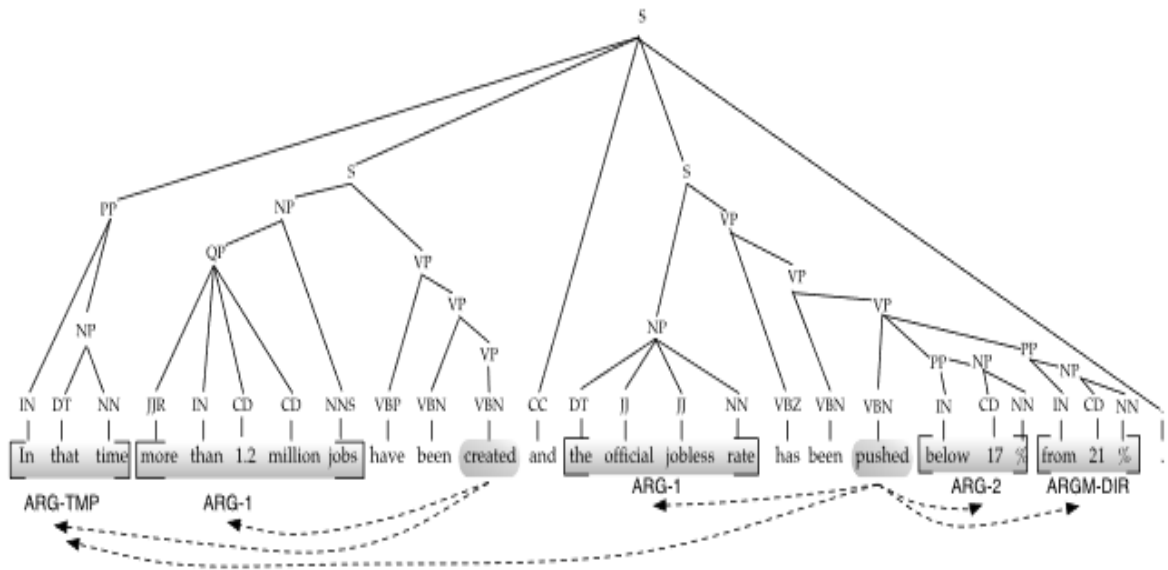 S
S S
PP NP VP
QP VP VP
VP VP
NP NP VP PP
PP NP NP
IN DT NN JJR IN CD CD NNS VBP VBN VBN CC DT JJ JJ NN VBZ VBN VBN IN CD NN IN CD NN .
In that time more than 1.2 million jobs have been created and the official jobless rate has been pushed below 17 % from 21 % .
ARG-TMP ARG-1 ARG-1 ARG-2 ARGM-DIR